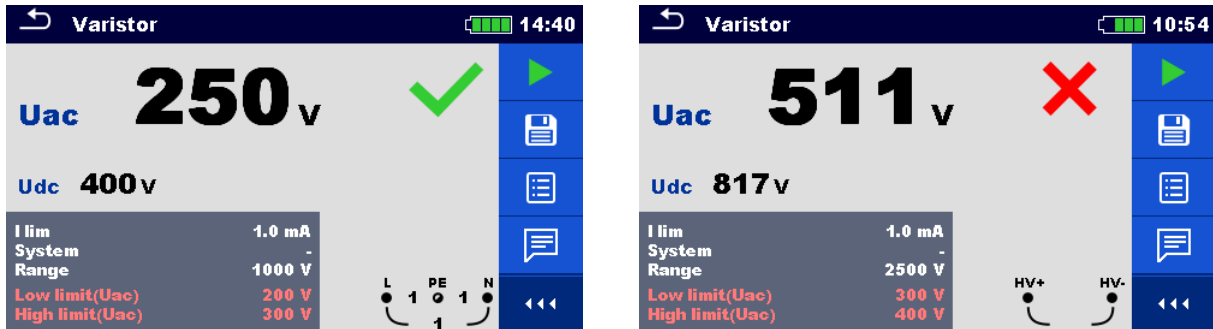 Varistor 14:40
Uac 250 V
Udc 400 V
I lim 1.0 mA
System -
Range 1000 V
Low limit(Uac) 200 V
High limit(Uac) 300 V
L PE N
1 1
1
Varistor 10:54
Uac 511 V
Udc 817 V
I lim 1.0 mA
System -
Range 2500 V
Low limit(Uac) 300 V
High limit(Uac) 400 V
HV+ HV-